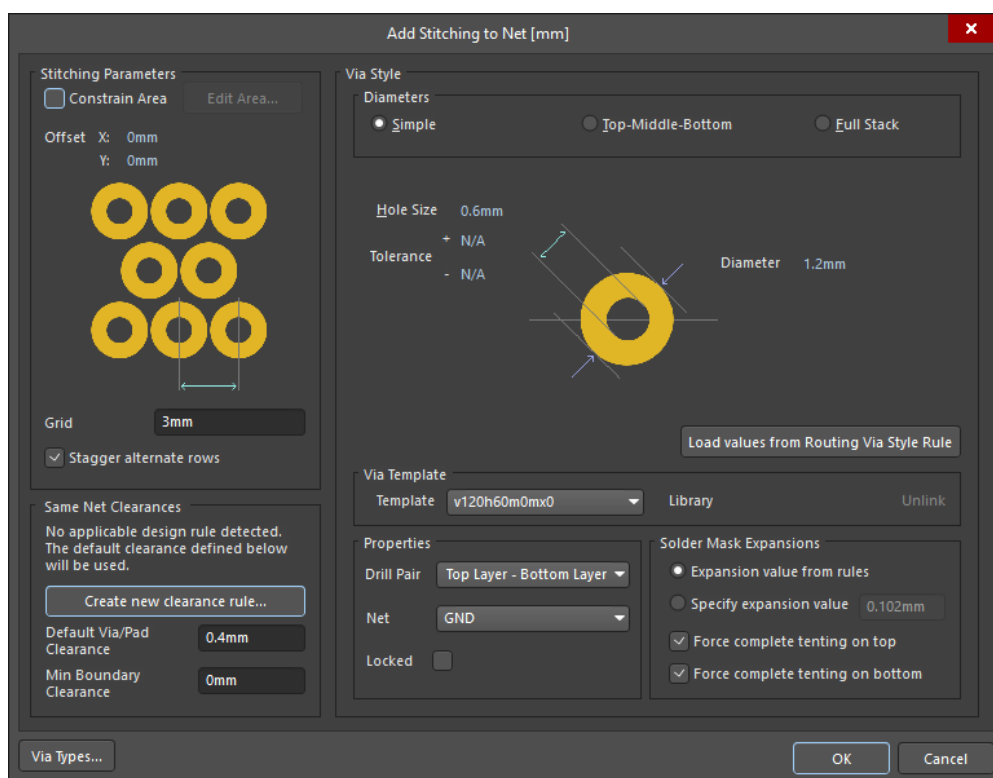 Add Stitching to Net [mm]
Stitching Parameters
Constrain Area
Edit Area...
Offset X: 0mm
Y: 0mm
Grid 3mm
Stagger alternate rows
Same Net Clearances
No applicable design rule detected.
The default clearance defined below
will be used.
Create new clearance rule...
Default Via/Pad
Clearance
0.4mm
Min Boundary
Clearance
0mm
Via Style
Diameters
Simple
Top-Middle-Bottom
Full Stack
Hole Size 0.6mm
Tolerance
+ N/A
- N/A
Diameter 1.2mm
Load values from Routing Via Style Rule
Via Template
Template v120h60m0mx0
Library
Unlink
Properties
Drill Pair Top Layer - Bottom Layer
Net GND
Locked
Solder Mask Expansions
Expansion value from rules
Specify expansion value 0.102mm
Force complete tenting on top
Force complete tenting on bottom
Via Types...
OK
Cancel